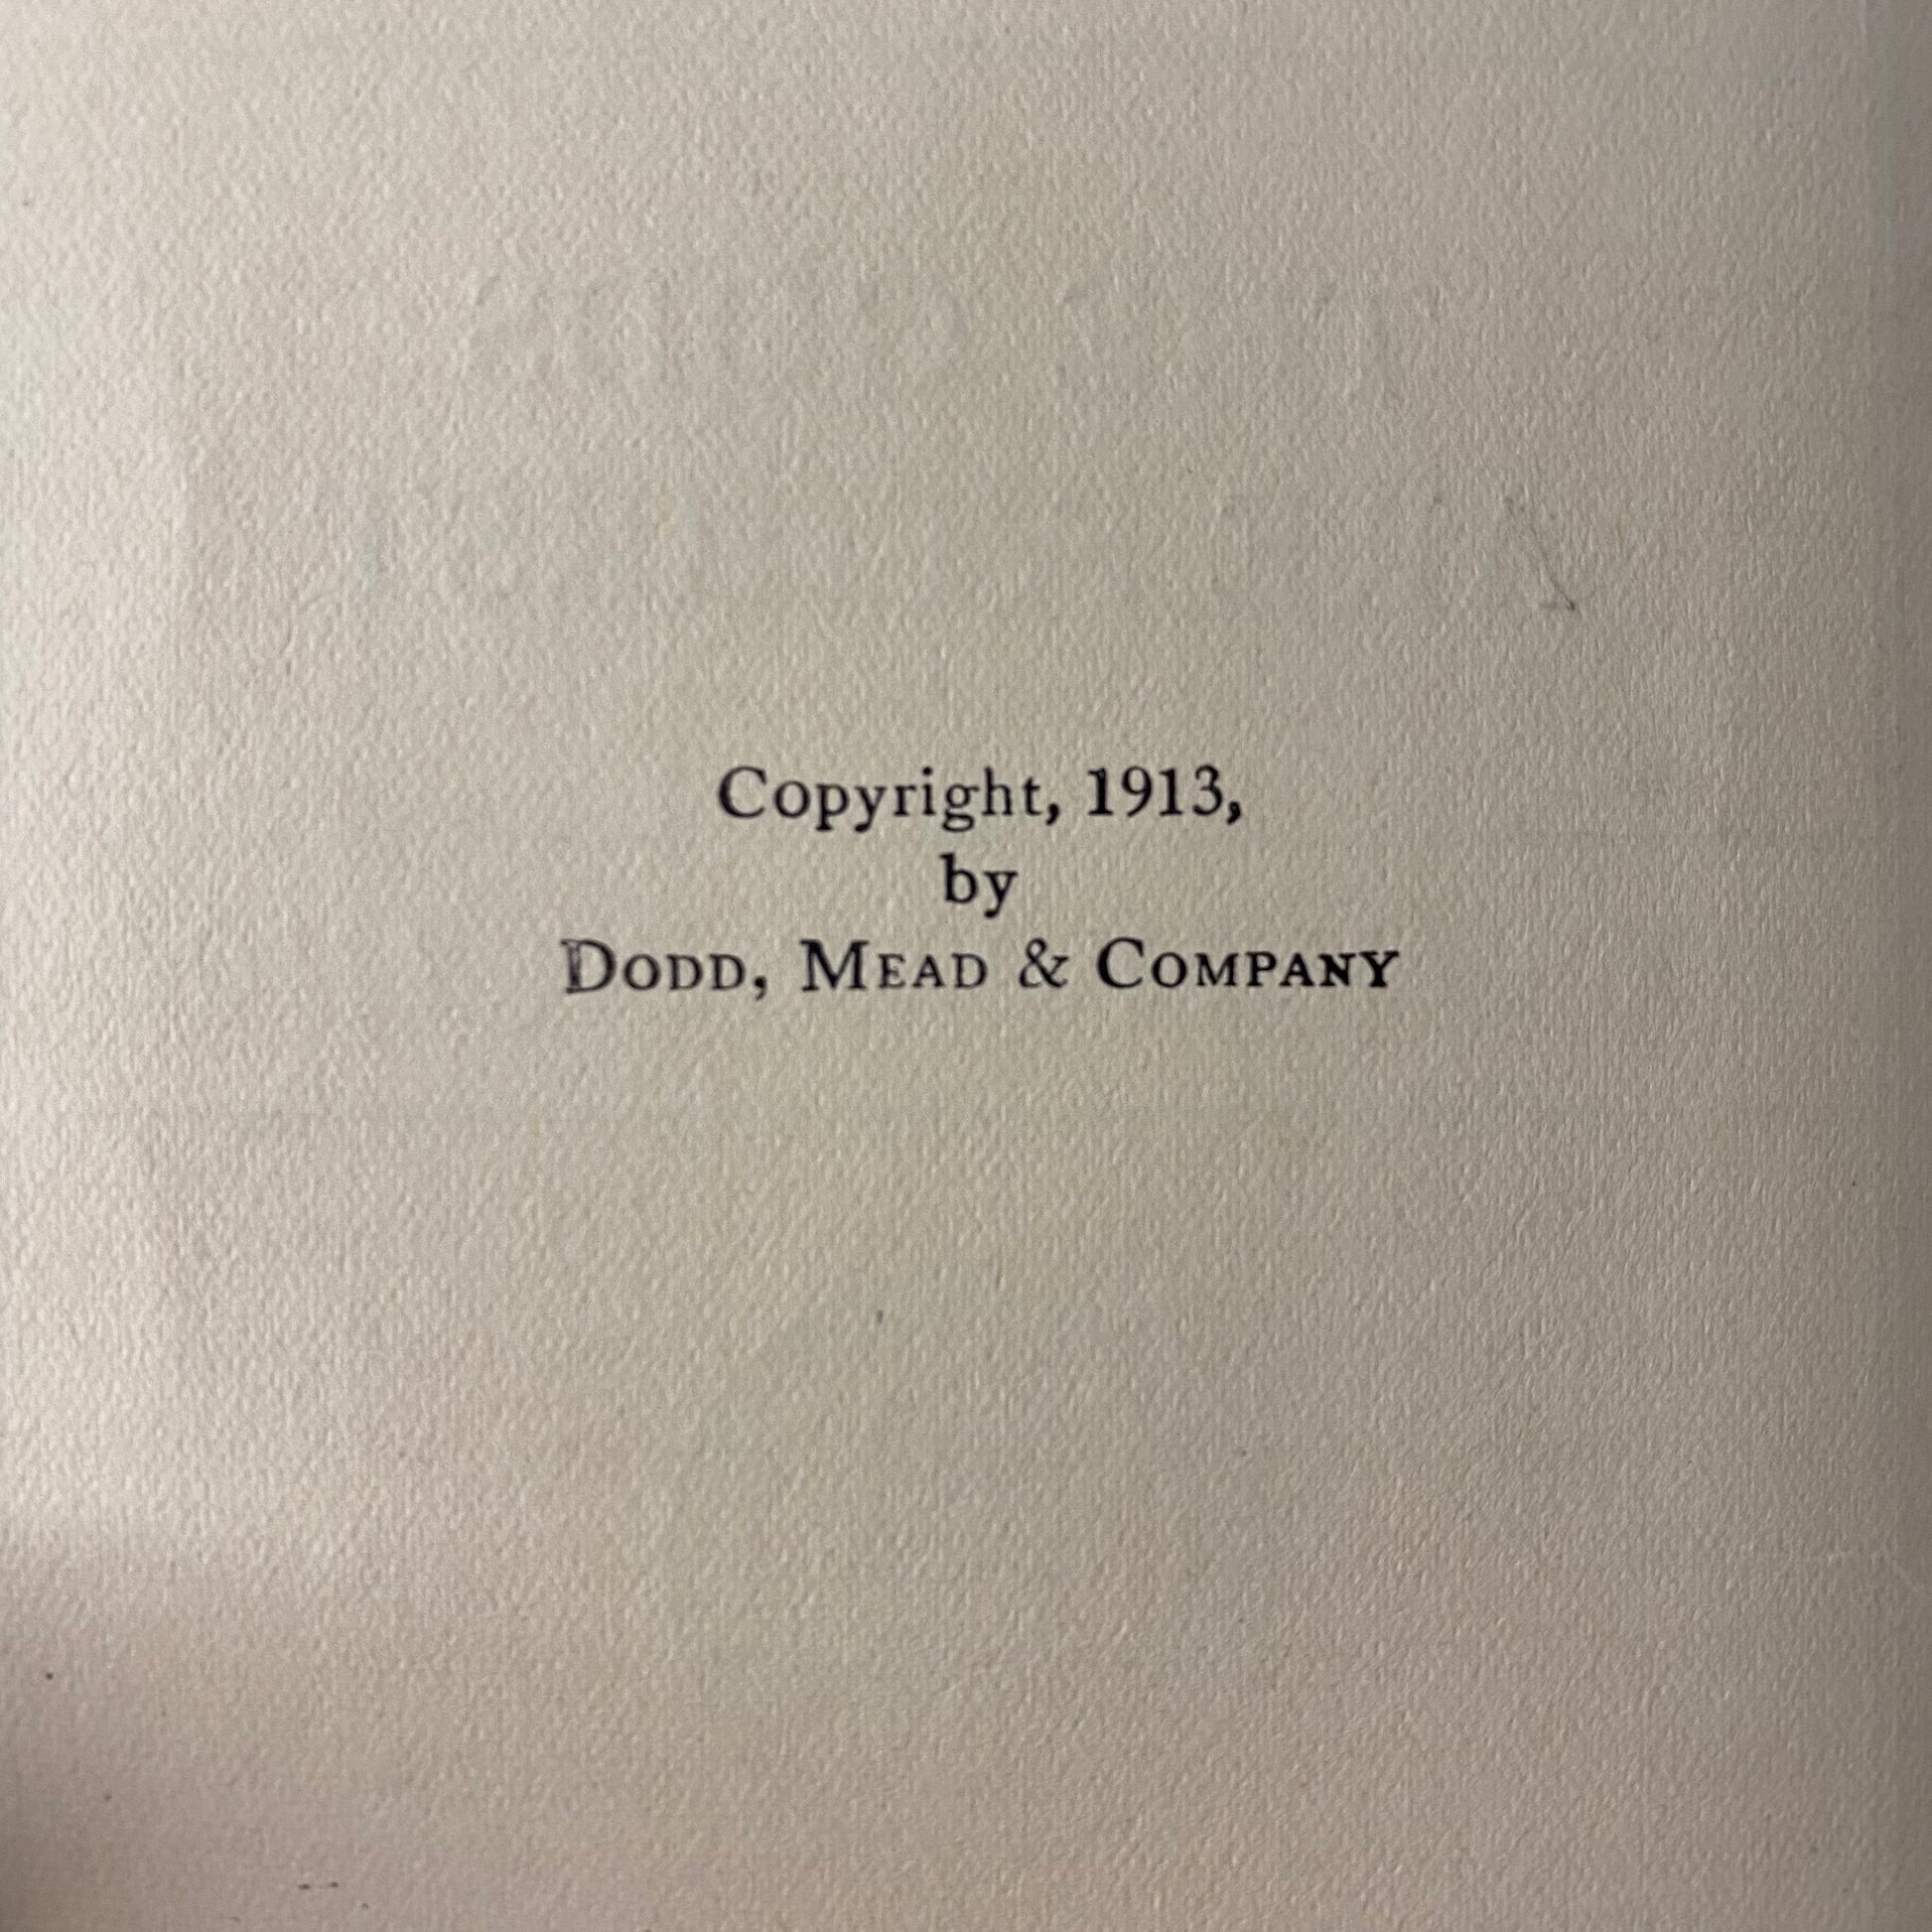 Copyright, 1913,
by
Dodd, Mead & Company